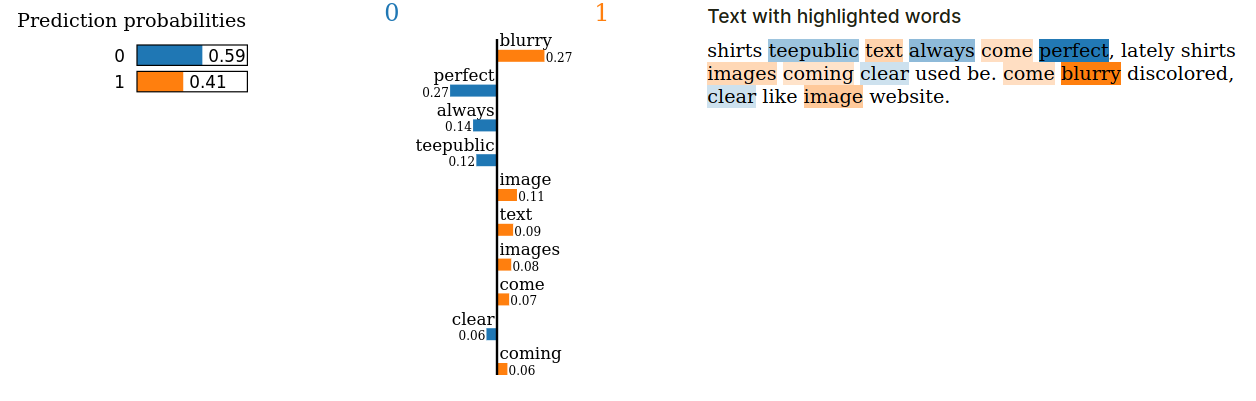 Prediction probabilities
0 0.59
1 0.41
0 1
blurry
0.27
perfect
0.27
always
0.14
teepublic
0.12
image
0.11
text
0.09
images
0.08
come
0.07
clear
0.06
coming
0.06
Text with highlighted words
shirts teepublic text always come perfect, lately shirts
images coming clear used be. come blurry discolored,
clear like image website.